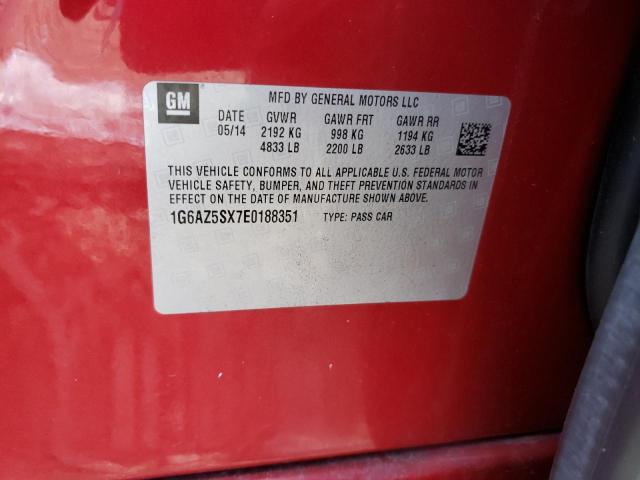 GM
MFD BY GENERAL MOTORS LLC
DATE GVWR GAWR FRT GAWR RR
05/14 2192 KG 998 KG 1194 KG
4833 LB 2200 LB 2633 LB
THIS VEHICLE CONFORMS TO ALL APPLICABLE U.S. FEDERAL MOTOR
VEHICLE SAFETY, BUMPER, AND THEFT PREVENTION STANDARDS IN
EFFECT ON THE DATE OF MANUFACTURE SHOWN ABOVE.
1G6AZ5SX7E0188351 TYPE: PASS CAR